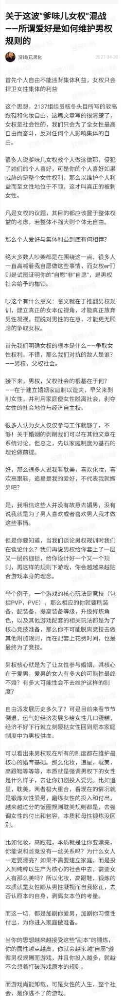 关于这波“爹味儿女权”混战
——所谓爱好是如何维护男权
规则的
没钱(已黑化
2021-04-20
首先个人自由不能违背集体利益，女权只会
捍卫女性集体的利益
这个思想，2137组组员核冬头目所写的驳高
跟鞋和化妆自由，这篇文章写的很清楚了，
女权是社会性的，我们只会为了全女性最高
自由而奋斗，反对任何个人影响集体的自
由。
很多人说爹味儿女权教个人做这做那，侵犯
了她们的个人喜好，可是你的个人喜好如果
威胁的是整个女性权利，那么以维护个人利
益而至女性地位于不顾，这才叫真正的被刺
女性。
凡是女权的议题，其目的都应该置于整体权
益的考虑，若整体不强大则个体无自由。
那么个人爱好与集体利益到底有何相悖？
绝大多数人吵架都是在围绕这一点，很多人
一直高喊着我自愿做这些事情，而女权er们
则是试图证明你的“自愿”非“自愿”，是男权
社会给予的枷锁。
吵这个有什么意义：意义就在于推翻男权规
训，建立真正的女本位视角，才能真正放弃
男性凝视，摆脱对男性的在意，才能更无顾
虑的争取女权。
首先我们明确女权的根本是什么——争取女
性权利。不错，那么我们对抗的敌人是谁？
——男权，父权社会。
接下来，男权，父权社会的根基在于何？
——在于建立婚姻家庭制以造夫，早父来剥
削女性，并利用家庭使女性脱离社会，剥夺
女性的社会地位与经济自主权。
很多人认为女人仅仅参与工作就够了，不
够！关于婚姻的剥削我们可以在其他文章在
系统讨论，但总之，先以家庭制度为基石的
理论做前提。
好，那么很多人说我看耽美，喜欢化妆，喜
欢高跟鞋，追星是我的爱好，不代表我就媚
男吧？
是，我相信这些人并没有故意去媚男，没有
说我就是为了男人喜欢或者喜欢男人我才做
这些事情。
但是你要知道，当我们谈论男权规训时我们
在谈论什么？我们再说男权给你套上了一层
又一层的枷锁，给你设计好一个又一个规
则，再这样的规则下游戏，你会越越来越贴
合游戏本身的理念。
举个例子，一个游戏的核心玩法是竞技（包
括PVP，PVE），那么相应的你就要刷装
备，配装备，提高装备等级，升级修炼角
色，以及其他游戏配套的相关玩法都是为了
核心竞技准备，那么你不可能脱离竞技去做
其他附加规则，而在配套上花费时间，也是
最终为了竞技。
男权核心就是为了让女性参与婚姻，其核心
在于爱男，爱男的女人有多大的可能性最终
不婚？有多大可能性会不去维护这样的制
度？
自由派发展历史多久了？可是目前来看节节
倒退，运气好经济发展多给女性几口蛋糕，
经济不好下行就立刻鞭挞女性回到原本家庭
制度中为男权供血。
可以看出来男权现在所有的制度都在维护最
核心的婚育基础。那么化妆，追星，耽美，
高跟鞋等等等，本质就是强调男权下的女性
是什么样子，去让你加剧投入爱男。比如追
星，耽美，两者极大重合，看现在的情况就
是锻炼女性爱男，磨练女性的投入和付出，
越来越过分的饭圈规则耽美规则都是，去强
调女性的付出和包容，本质和母性锻炼没区
别。
比如化妆，高跟鞋，本质就是让你变漂亮，
你能说和雌竞没有一丝关系吗？为什么女人
一定要漂亮？如果不需要建立家庭，而是投
入到纯粹以生产为核心的社会中去，需要女
人有那么美吗？所以化妆，高跟鞋，锻炼的
本质就是女性顺从男性凝视而自我修正，去
否认原本的自身，剥离女本位的考量。
而这一切，都是加剧你爱男，加剧你习惯性
付出，为你进入家庭做准备。
当你的思想越来越接受这些“副本”的锻炼，
你的属性越点越高，你就会越来越“自愿”遵
循男权规则而游戏，并且你投入越多，就越
不会想着打破游戏原本的规则。
而游戏尚能卸载，可是女性的人生，整个社
会，是你逃不了的游戏。